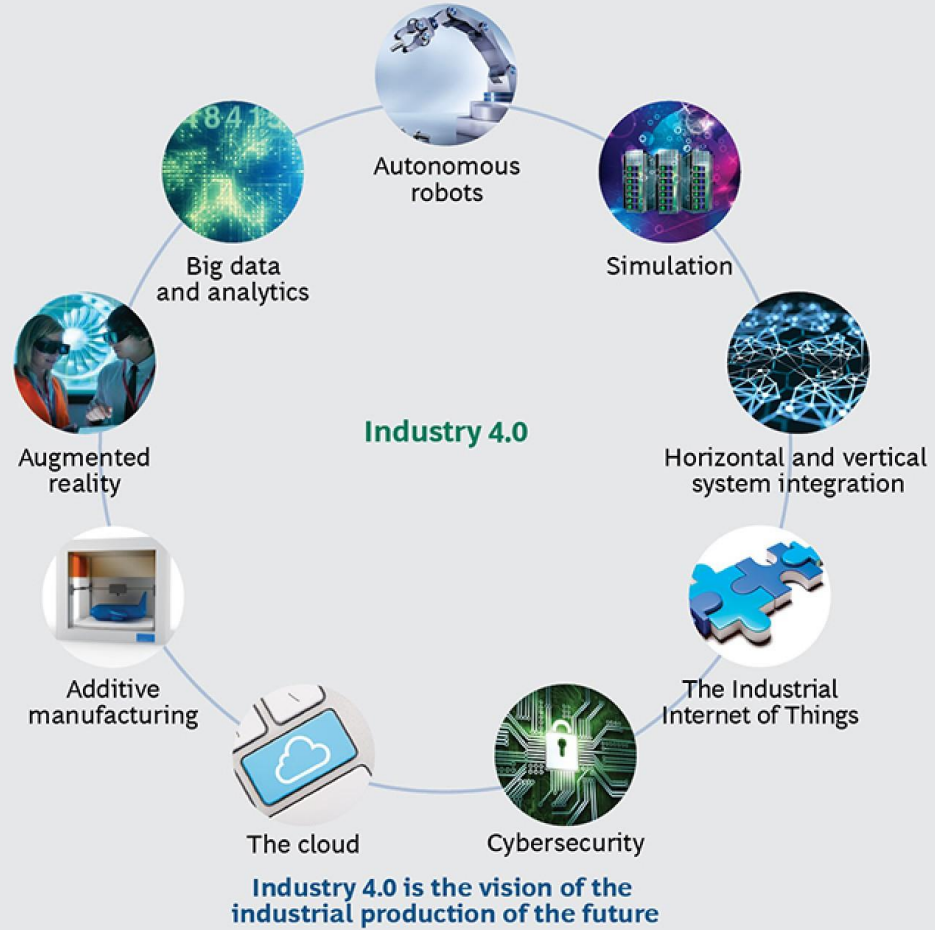 Autonomous
robots
Simulation
Horizontal and vertical
system integration
The Industrial
Internet of Things
Cybersecurity
The cloud
Additive
manufacturing
Augmented
reality
Big data
and analytics
Industry 4.0
Industry 4.0 is the vision of the
industrial production of the future